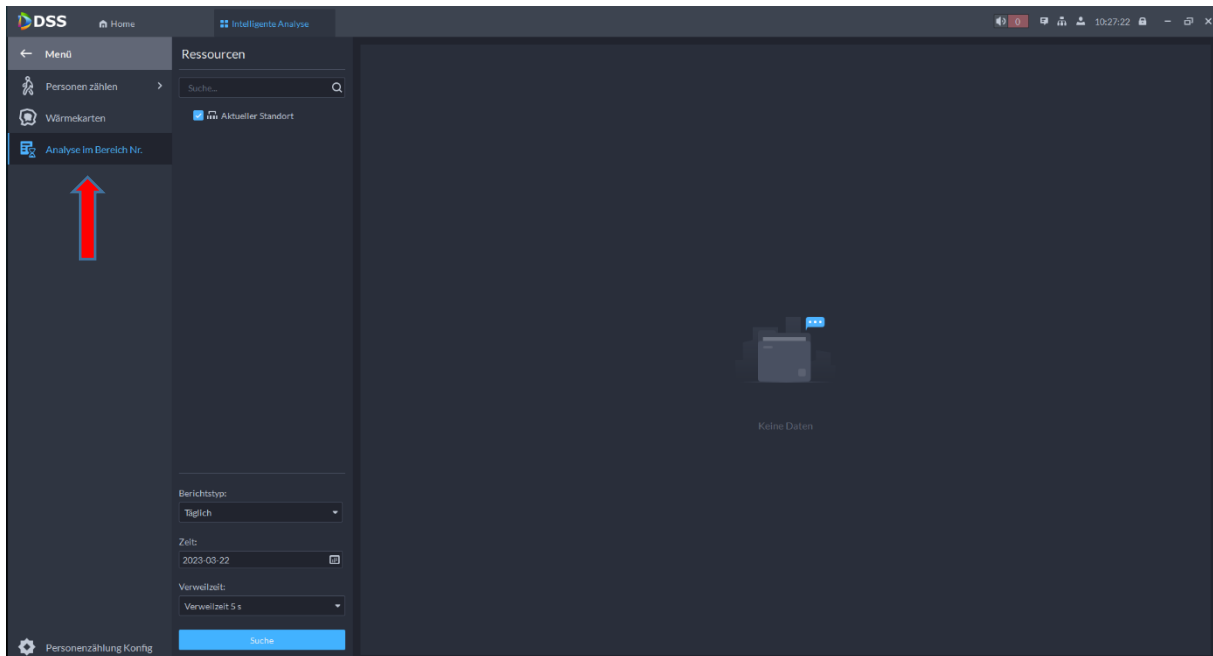 DSS Home Intelligente Analyse 0 10:27:22
Menü
Ressourcen
Personen zählen
Suche...
Wärmekarten
Aktueller Standort
Analyse im Bereich Nr.
Keine Daten
Berichtstyp:
Täglich
Zeit:
2023-03-22
Verweilzeit:
Verweilzeit 5 s
Suche
Personenzählung Konfig